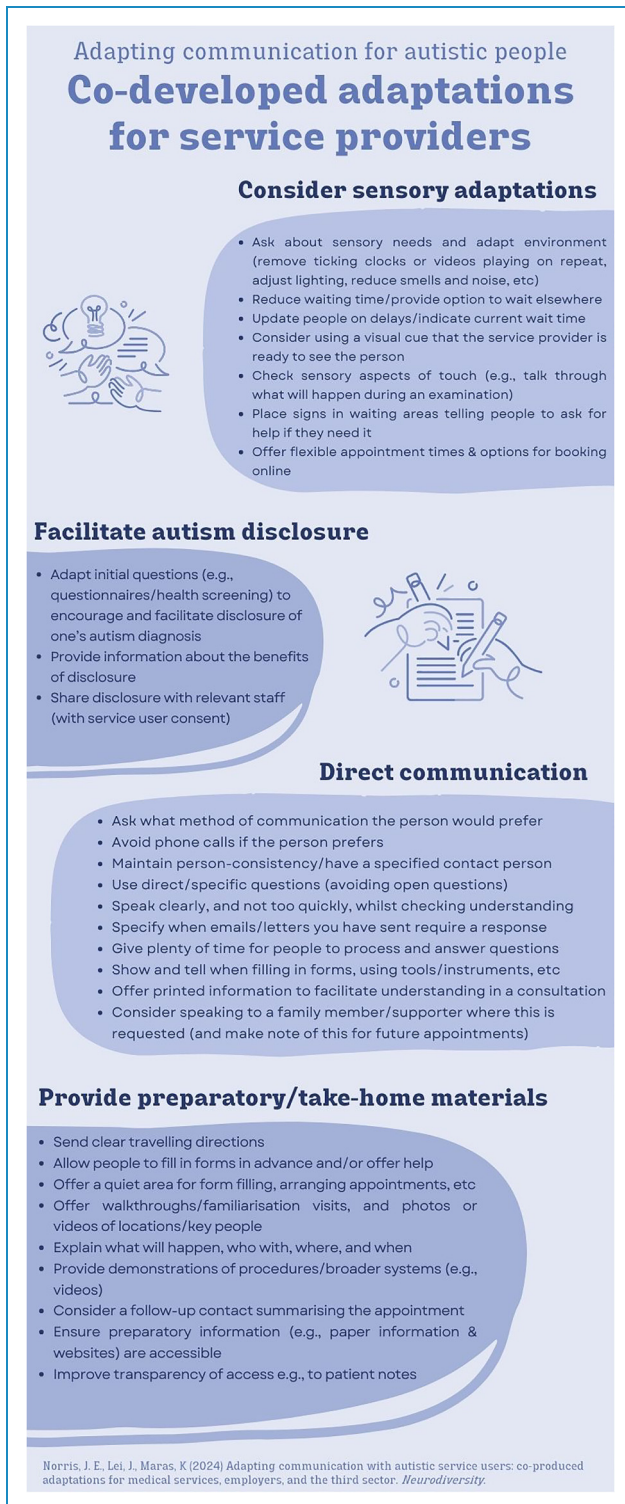 Adapting communication for autistic people
Co-developed adaptations
for service providers
Consider sensory adaptations
• Ask about sensory needs and adapt environment
(remove ticking clocks or videos playing on repeat,
adjust lighting, reduce smells and noise, etc)
• Reduce waiting time/provide option to wait elsewhere
• Update people on delays/indicate current wait time
• Consider using a visual cue that the service provider is
ready to see the person
• Check sensory aspects of touch (e.g., talk through
what will happen during an examination)
• Place signs in waiting areas telling people to ask for
help if they need it
• Offer flexible appointment times & options for booking
online
Facilitate autism disclosure
• Adapt initial questions (e.g.,
questionnaires/health screening) to
encourage and facilitate disclosure of
one's autism diagnosis
• Provide information about the benefits
of disclosure
• Share disclosure with relevant staff
(with service user consent)
Direct communication
• Ask what method of communication the person would prefer
• Avoid phone calls if the person prefers
• Maintain person-consistency/have a specified contact person
• Use direct/specific questions (avoiding open questions)
• Speak clearly, and not too quickly, whilst checking understanding
• Specify when emails/letters you have sent require a response
• Give plenty of time for people to process and answer questions
• Show and tell when filling in forms, using tools/instruments, etc
• Offer printed information to facilitate understanding in a consultation
• Consider speaking to a family member/supporter where this is
requested (and make note of this for future appointments)
Provide preparatory/take-home materials
• Send clear travelling directions
• Allow people to fill in forms in advance and/or offer help
• Offer a quiet area for form filling, arranging appointments, etc
• Offer walkthroughs/familiarisation visits, and photos or
videos of locations/key people
• Explain what will happen, who with, where, and when
• Provide demonstrations of procedures/broader systems (e.g.,
videos)
• Consider a follow-up contact summarising the appointment
• Ensure preparatory information (e.g., paper information &
websites) are accessible
• Improve transparency of access e.g., to patient notes
Norris, J. E., Lei, J., Maras, K (2024) Adapting communication with autistic service users: co-produced
adaptations for medical services, employers, and the third sector. Neurodiversity.